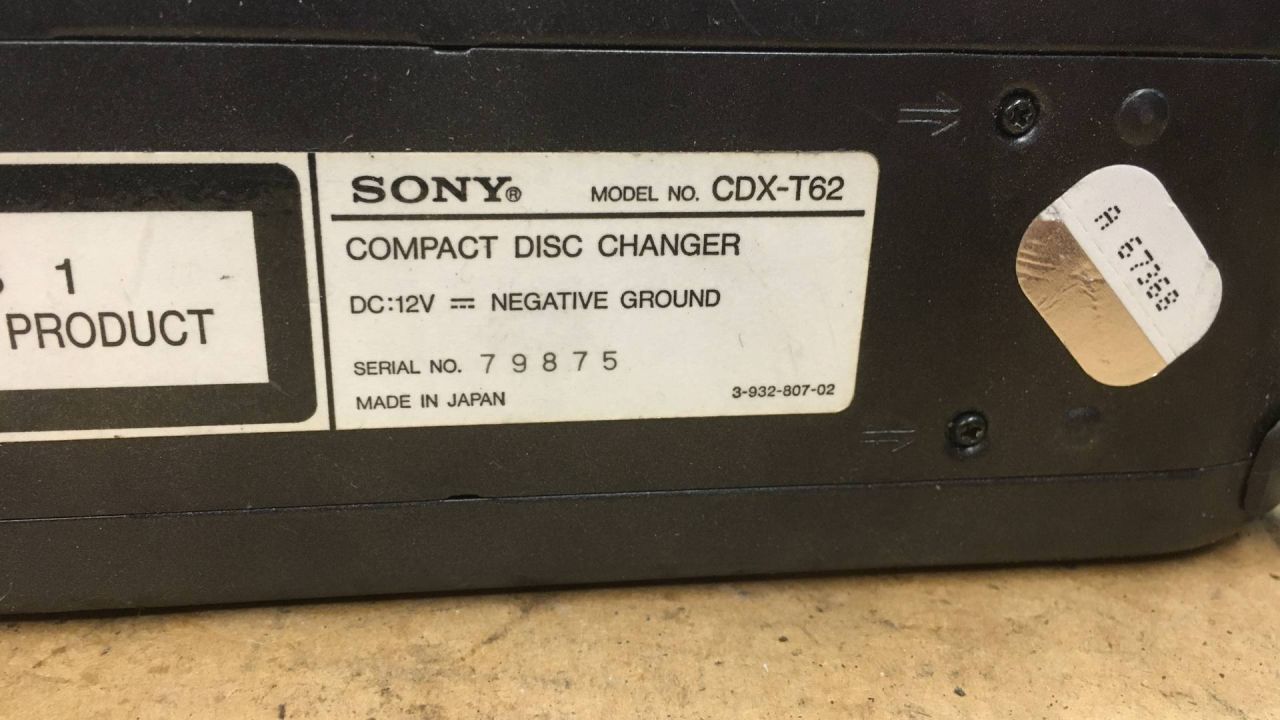 1
PRODUCT
SONY® MODEL NO. CDX-T62
COMPACT DISC CHANGER
DC:12V ⎓ NEGATIVE GROUND
SERIAL NO. 79875
MADE IN JAPAN 3-932-807-02
A 67368